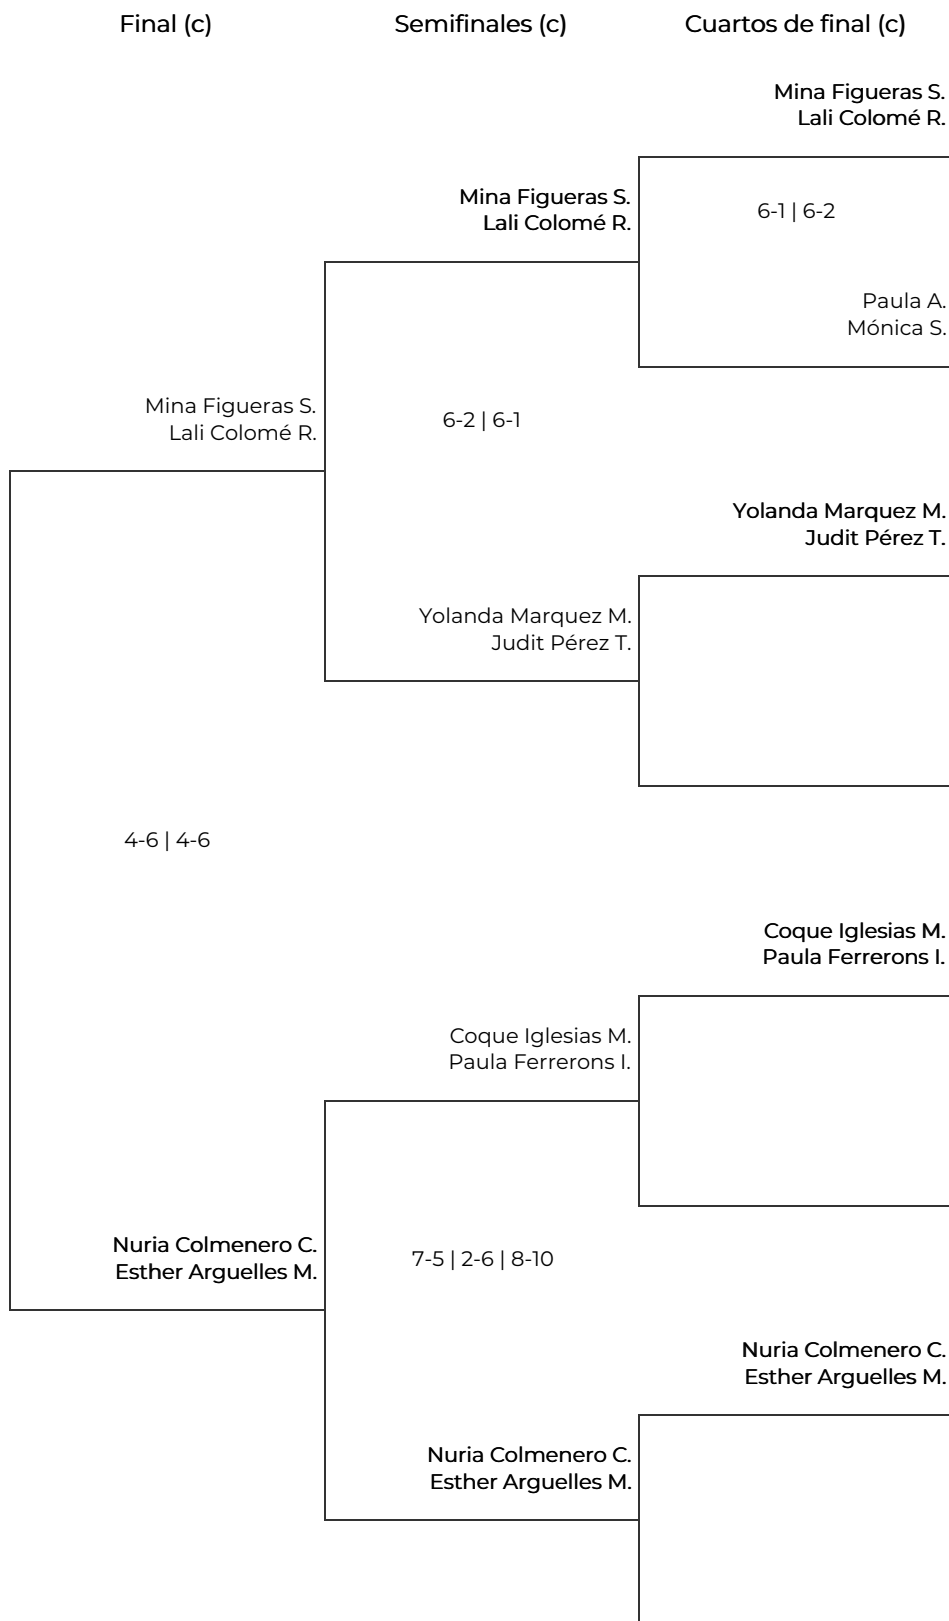 Final (c)
Semifinales (c)
Cuartos de final (c)
Mina Figueras S.
Lali Colomé R.
Mina Figueras S.
Lali Colomé R.
6-1 | 6-2
Paula A.
Mónica S.
Mina Figueras S.
Lali Colomé R.
6-2 | 6-1
Yolanda Marquez M.
Judit Pérez T.
Yolanda Marquez M.
Judit Pérez T.
4-6 | 4-6
Coque Iglesias M.
Paula Ferrerons I.
Coque Iglesias M.
Paula Ferrerons I.
Nuria Colmenero C.
Esther Arguelles M.
7-5 | 2-6 | 8-10
Nuria Colmenero C.
Esther Arguelles M.
Nuria Colmenero C.
Esther Arguelles M.